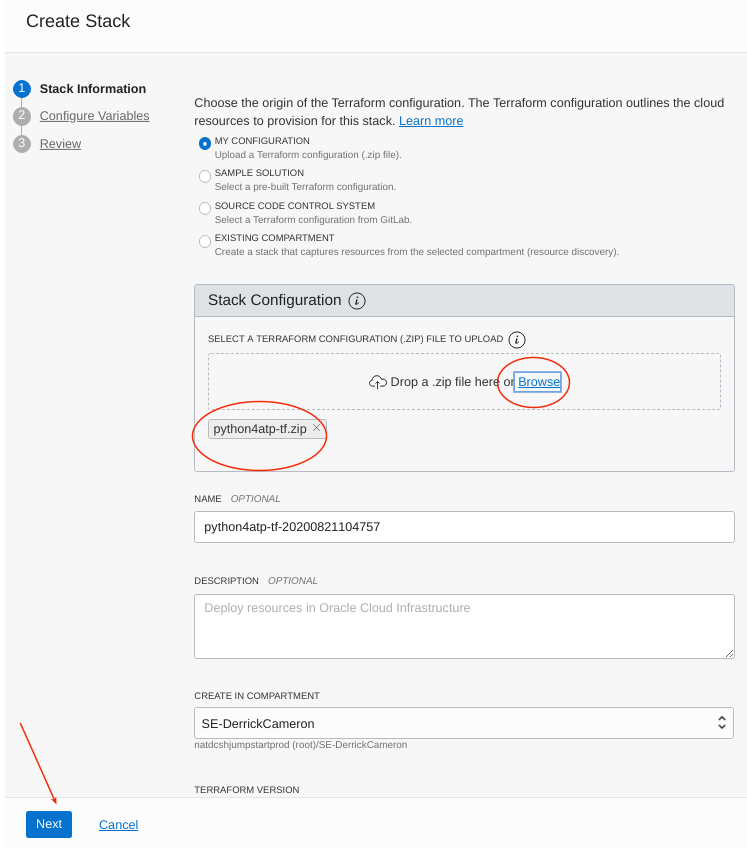 Create Stack
1 Stack Information
2 Configure Variables
3 Review
Choose the origin of the Terraform configuration. The Terraform configuration outlines the cloud
resources to provision for this stack. Learn more
MY CONFIGURATION
Upload a Terraform configuration (.zip file).
SAMPLE SOLUTION
Select a pre-built Terraform configuration.
SOURCE CODE CONTROL SYSTEM
Select a Terraform configuration from GitLab.
EXISTING COMPARTMENT
Create a stack that captures resources from the selected compartment (resource discovery).
Stack Configuration i
SELECT A TERRAFORM CONFIGURATION (.ZIP) FILE TO UPLOAD i
Drop a .zip file here or Browse
python4atp-tf.zip ×
NAME OPTIONAL
python4atp-tf-20200821104757
DESCRIPTION OPTIONAL
Deploy resources in Oracle Cloud Infrastructure
CREATE IN COMPARTMENT
SE-DerrickCameron
natdcshjumpstartprod (root)/SE-DerrickCameron
TERRAFORM VERSION
Next Cancel